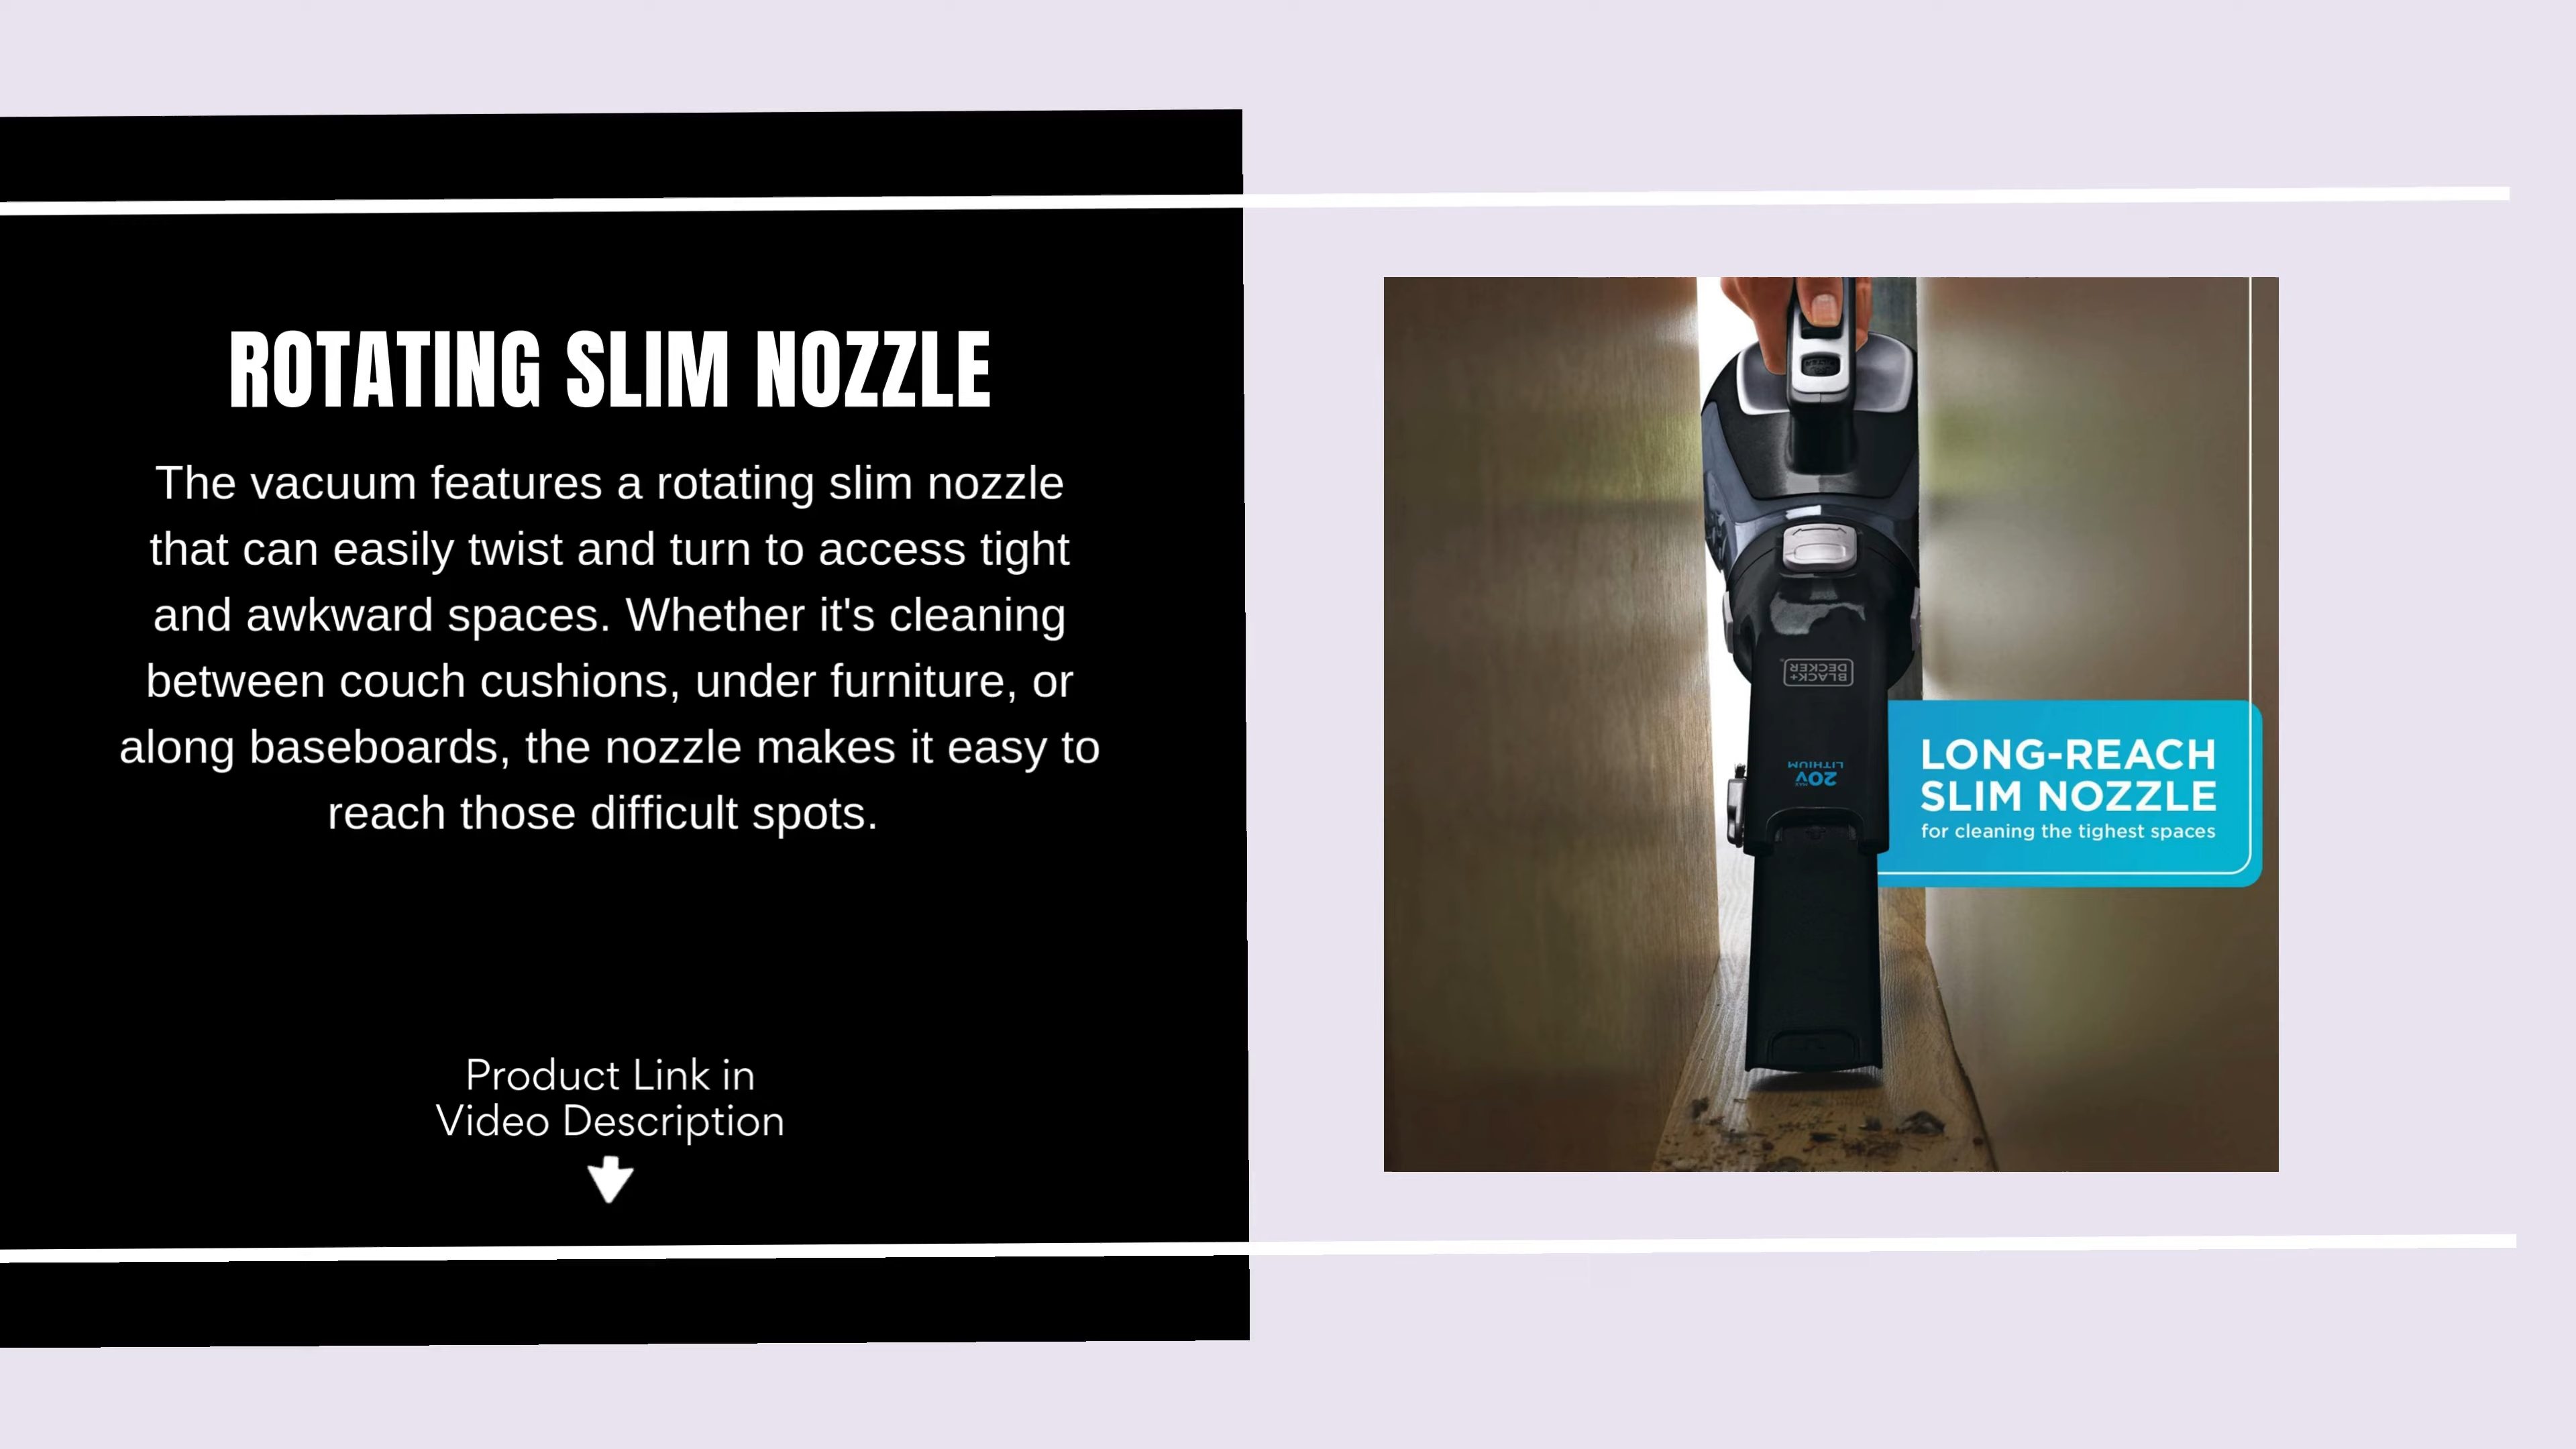 ROTATING SLIM NOZZLE
The vacuum features a rotating slim nozzle
that can easily twist and turn to access tight
and awkward spaces. Whether it's cleaning
between couch cushions, under furniture, or
along baseboards, the nozzle makes it easy to
reach those difficult spots.
Product Link in
Video Description
BLACK+
DECKER
20V
MAX
LITHIUM
LONG-REACH
SLIM NOZZLE
for cleaning the tighest spaces